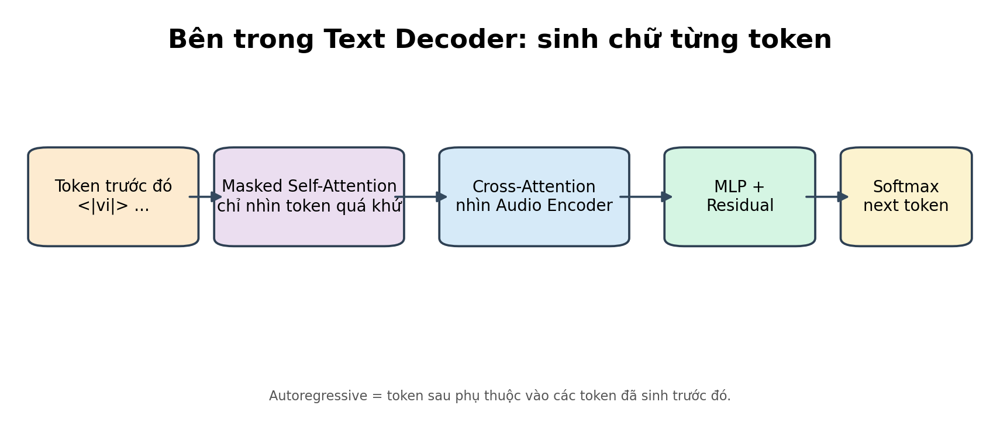 Bên trong Text Decoder: sinh chữ từng token
Token trước đó
<|vi|> ...
Masked Self-Attention
chỉ nhìn token quá khứ
Cross-Attention
nhìn Audio Encoder
MLP +
Residual
Softmax
next token
Autoregressive = token sau phụ thuộc vào các token đã sinh trước đó.